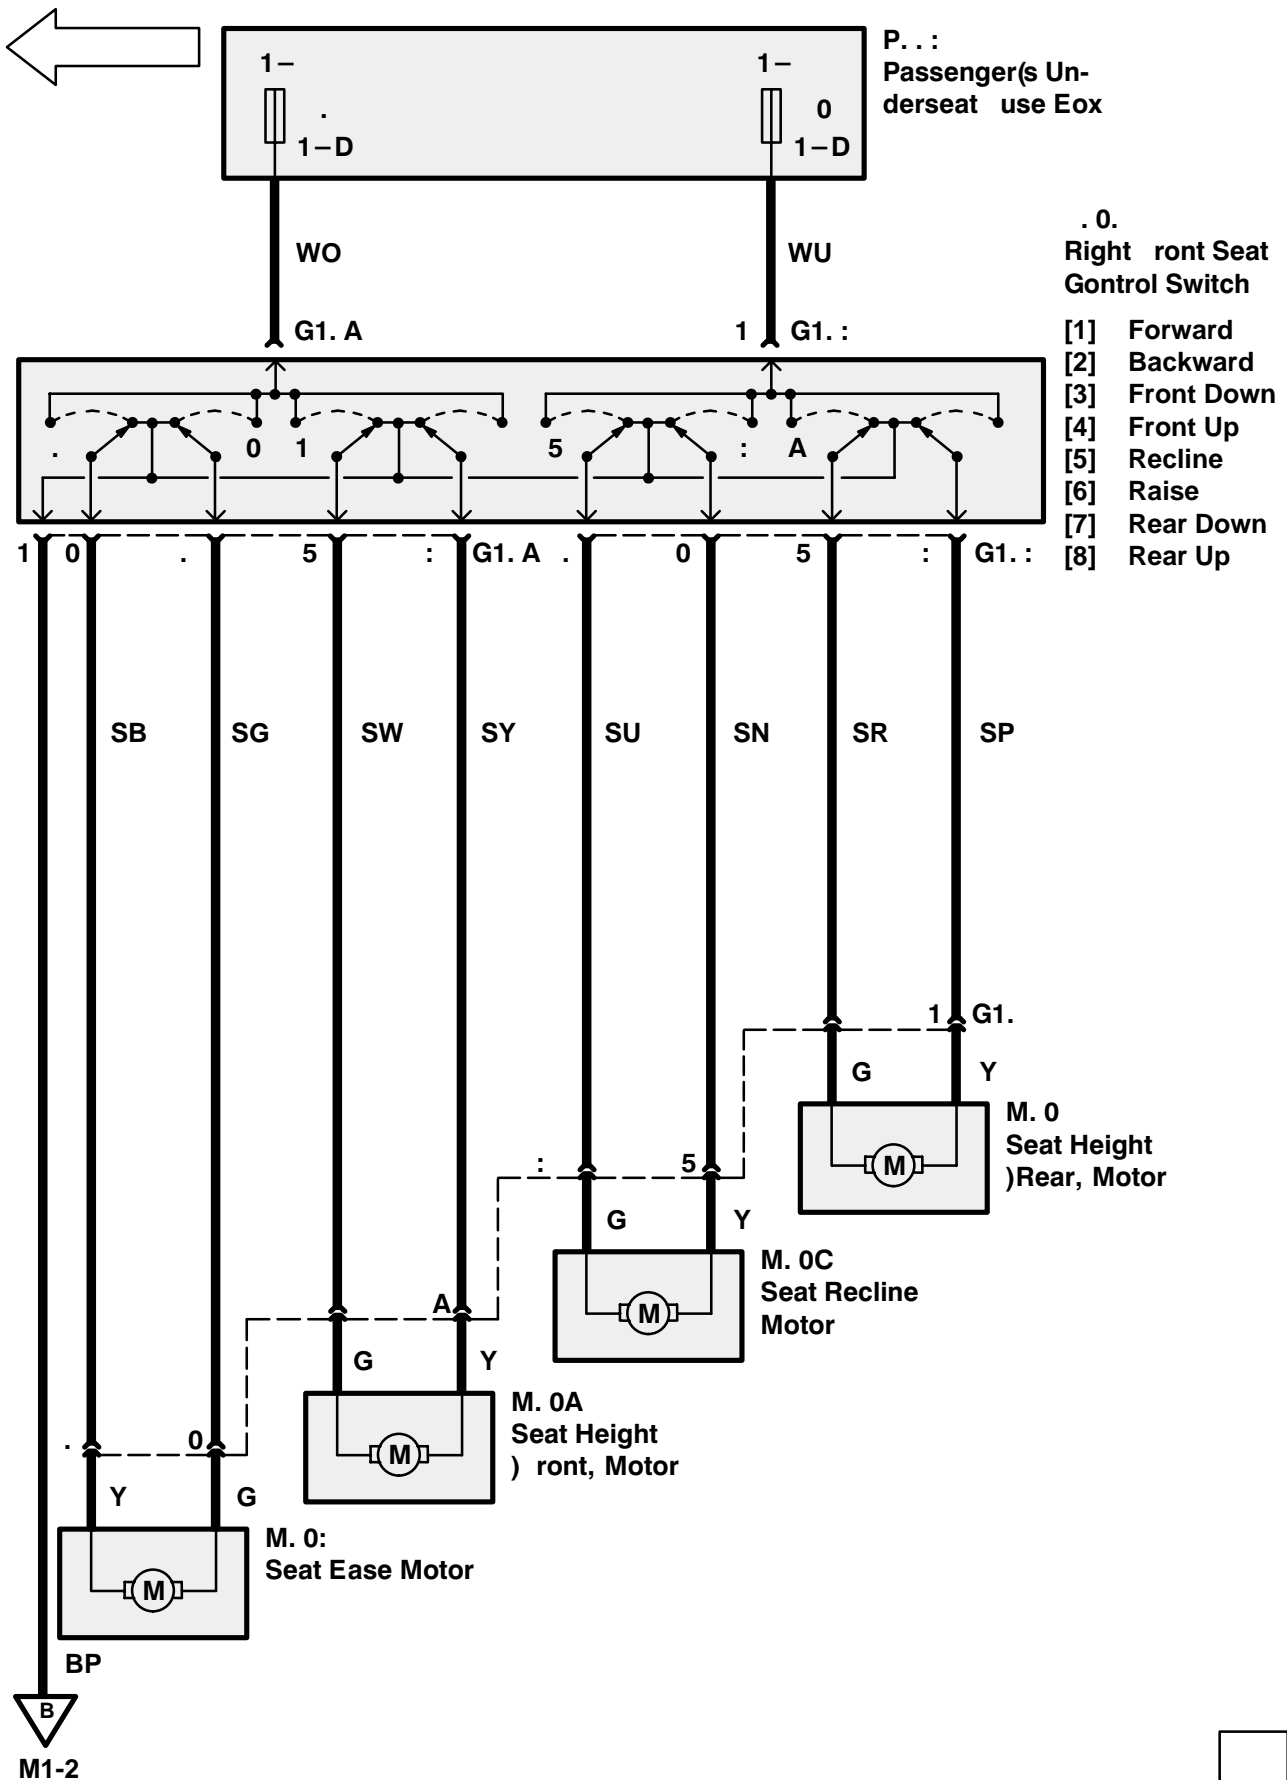 P. . :
Passenger(s Un-
derseat use Eox
1– 1–
. 0
1–D 1–D
WO WU
. 0.
Right ront Seat
Gontrol Switch
G1. A 1 G1. :
[1] Forward
[2] Backward
[3] Front Down
[4] Front Up
[5] Recline
[6] Raise
[7] Rear Down
[8] Rear Up
. 0 1 5 : A
1 0 . 5 : G1. A . 0 5 : G1. :
SB SG SW SY SU SN SR SP
1 G1.
G Y
M. 0
Seat Height
)Rear, Motor
M
: 5
G Y
M. 0C
Seat Recline
Motor
M
A
G Y
M. 0A
Seat Height
) ront, Motor
M
. 0
Y G
M. 0:
Seat Ease Motor
M
BP
B
M1-2